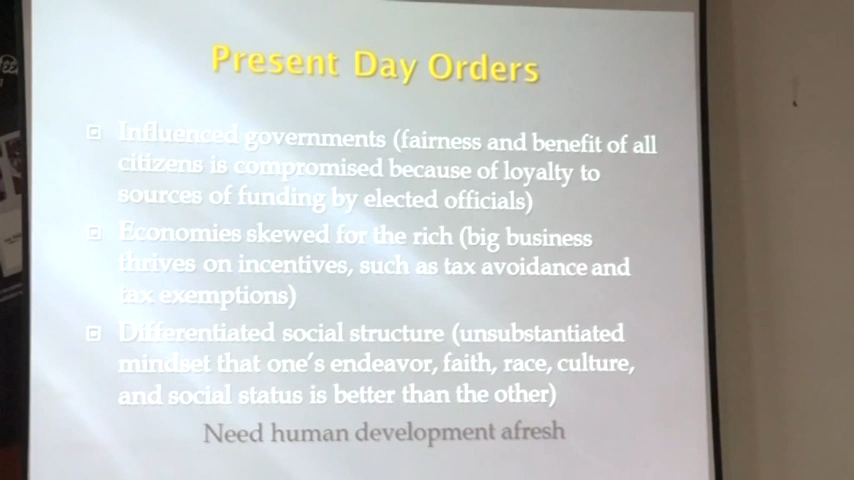 Present Day Orders
Influenced governments (fairness and benefit of all
citizens is compromised because of loyalty to
sources of funding by elected officials)
Economies skewed for the rich (big business
thrives on incentives, such as tax avoidance and
tax exemptions)
Differentiated social structure (unsubstantiated
mindset that one's endeavor, faith, race, culture,
and social status is better than the other)
Need human development afresh